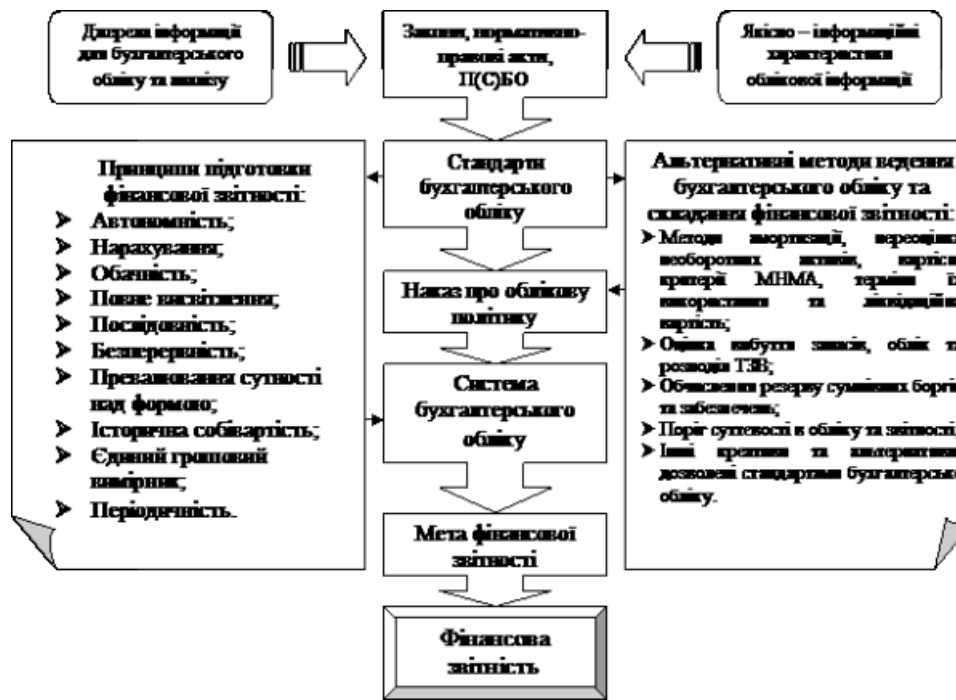 Джерела інформації
для бухгалтерського
обліку та аналізу
Закони, нормативно-
правові акти,
П(С)БО
Якісно – інформаційні
характеристики
облікової інформації
Принципи підготовки
фінансової звітності:
Автономність;
Нарахування;
Обачність;
Повне висвітлення;
Послідовність;
Безперервність;
Превалювання сутності
над формою;
Історична собівартість;
Єдиний грошовий
вимірник;
Періодичність.
Стандарти
бухгалтерського
обліку
Наказ про облікову
політику
Система
бухгалтерського
обліку
Мета фінансової
звітності
Фінансова
звітність
Альтернативні методи ведення
бухгалтерського обліку та
складання фінансової звітності:
Методи амортизації, переоцінка
необоротних активів, вартісні
критерії МНМА, терміни їх
використання та ліквідаційна
вартість;
Оцінка вибуття запасів, облік та
розподіл ТЗВ;
Обчислення резерву сумнівних боргів
та забезпечень;
Поріг суттєвості в обліку та звітності;
Інші та альтернативи
дозволені стандартами бухгалтерського
обліку.